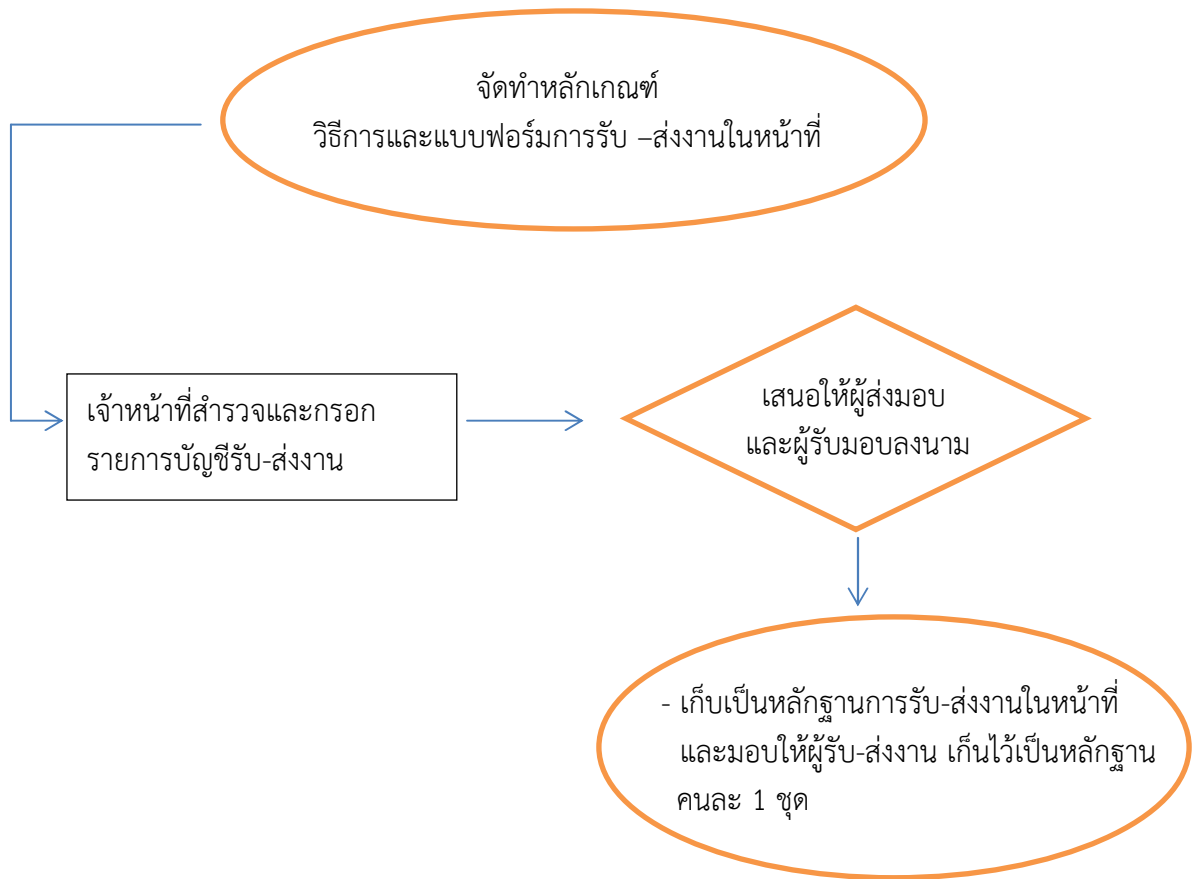 จัดทำหลักเกณฑ์
วิธีการและแบบฟอร์มการรับ –ส่งงานในหน้าที่
เจ้าหน้าที่สำรวจและกรอก
รายการบัญชีรับ-ส่งงาน
เสนอให้ผู้ส่งมอบ
และผู้รับมอบลงนาม
- เก็บเป็นหลักฐานการรับ-ส่งงานในหน้าที่
และมอบให้ผู้รับ-ส่งงาน เก็นไว้เป็นหลักฐาน
คนละ 1 ชุด